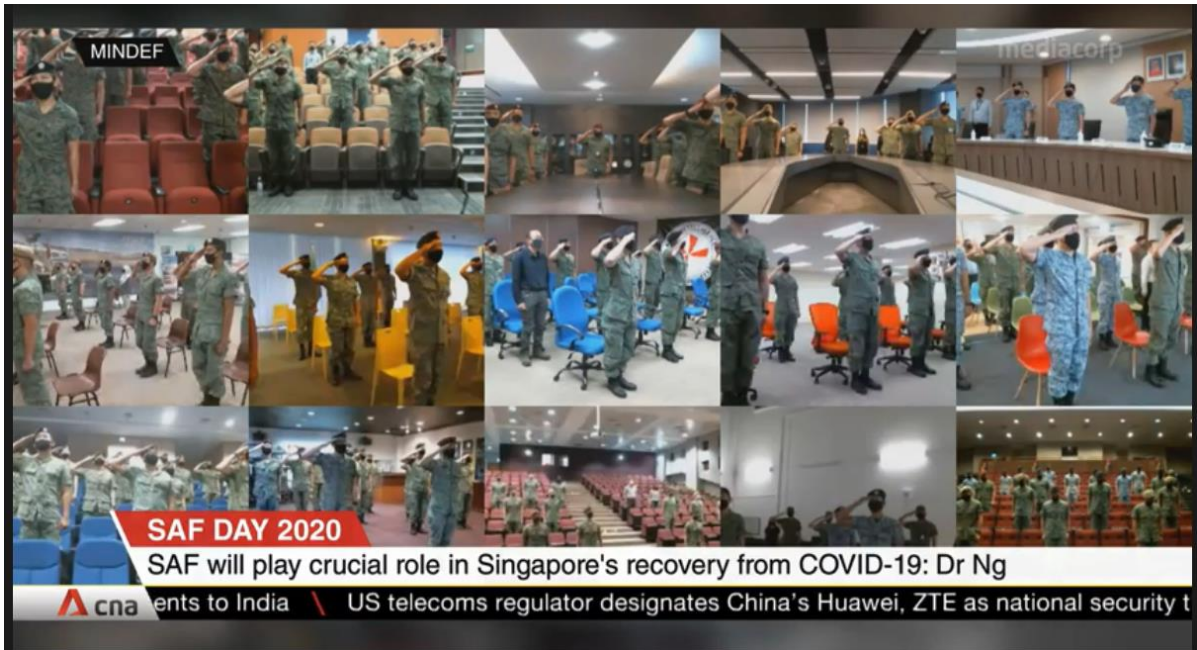 MINDEF
mediacorp
SAF DAY 2020
SAF will play crucial role in Singapore's recovery from COVID-19: Dr Ng
cna
ents to India \ US telecoms regulator designates China's Huawei, ZTE as national security t